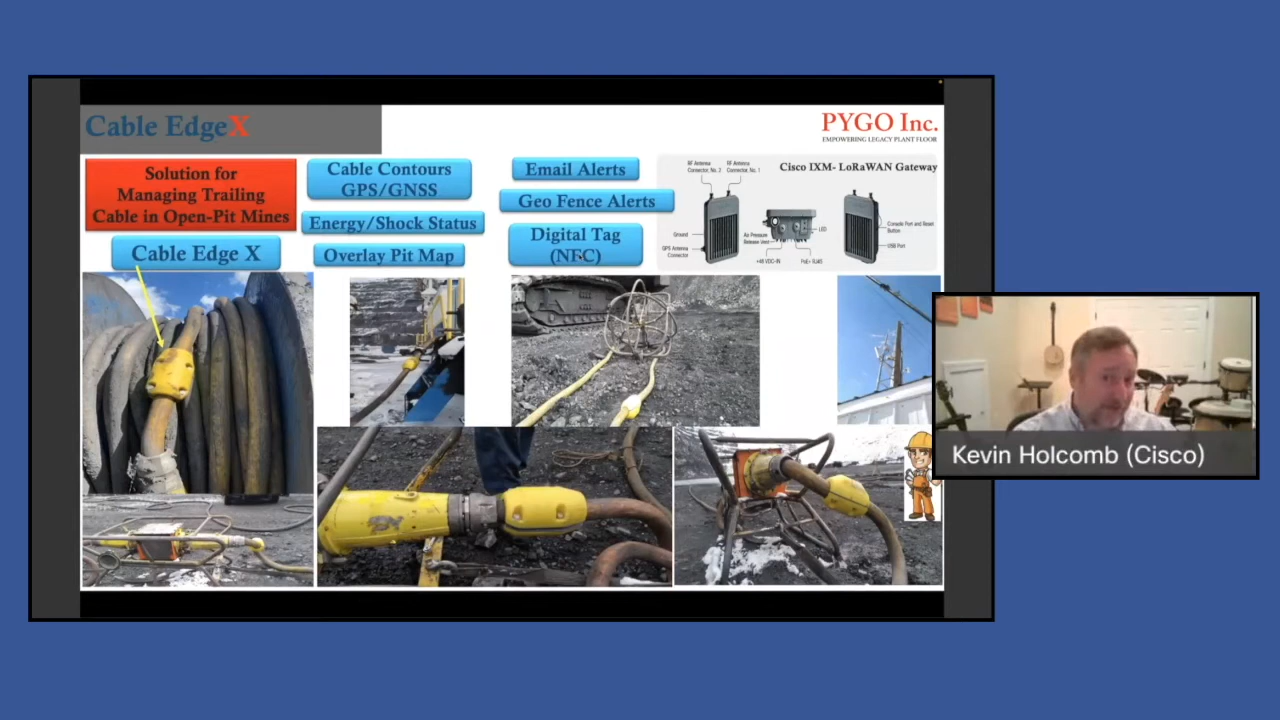 Cable EdgeX
PYGO Inc.
EMPOWERING LEGACY PLANT FLOOR
Solution for
Managing Trailing
Cable in Open-Pit Mines
Cable Edge X
Cable Contours
GPS/GNSS
Energy/Shock Status
Overlay Pit Map
Email Alerts
Geo Fence Alerts
Digital Tag
(NFC)
Cisco IXM- LoRaWAN Gateway
RF Antenna
Connector, No. 2
RF Antenna
Connector, No. 1
Ground
GPS Antenna
Connector
Air Pressure
Release Vent
LED
+48 VDC-IN
PoE+ RJ45
Console Port and Reset
Button
USB Port
Kevin Holcomb (Cisco)